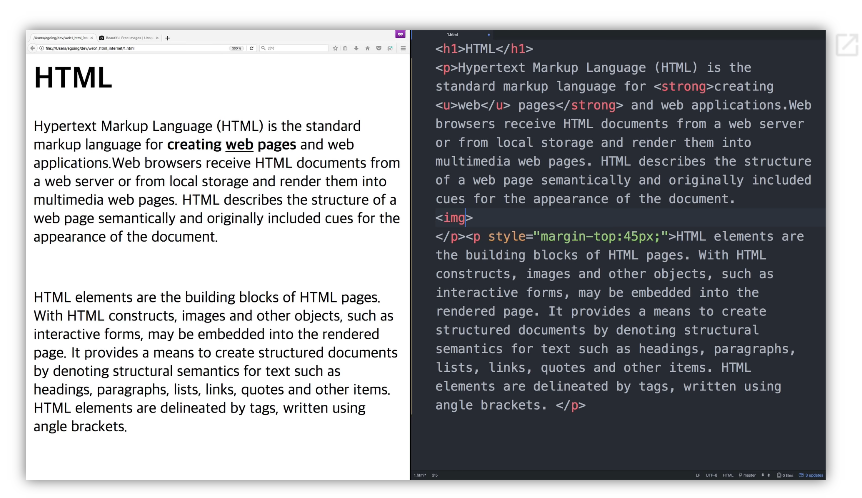 HTML
Hypertext Markup Language (HTML) is the standard
markup language for creating web pages and web
applications.Web browsers receive HTML documents from
a web server or from local storage and render them into
multimedia web pages. HTML describes the structure of a
web page semantically and originally included cues for the
appearance of the document.
HTML elements are the building blocks of HTML pages.
With HTML constructs, images and other objects, such as
interactive forms, may be embedded into the rendered
page. It provides a means to create structured documents
by denoting structural semantics for text such as
headings, paragraphs, lists, links, quotes and other items.
HTML elements are delineated by tags, written using
angle brackets.
<h1>HTML</h1>
<p>Hypertext Markup Language (HTML) is the
standard markup language for <strong>creating
<u>web</u> pages</strong> and web applications.Web
browsers receive HTML documents from a web server
or from local storage and render them into
multimedia web pages. HTML describes the structure
of a web page semantically and originally included
cues for the appearance of the document.
<img>
</p><p style="margin-top:45px;">HTML elements are
the building blocks of HTML pages. With HTML
constructs, images and other objects, such as
interactive forms, may be embedded into the
rendered page. It provides a means to create
structured documents by denoting structural
semantics for text such as headings, paragraphs,
lists, links, quotes and other items. HTML
elements are delineated by tags, written using
angle brackets. </p>
LF UTF-8 HTML master